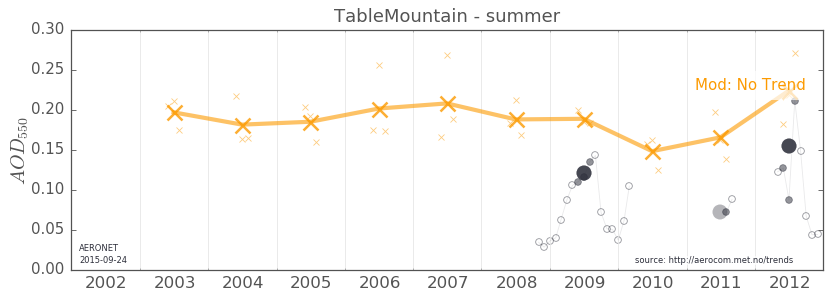 TableMountain - summer
0.30
0.25
0.20
0.15
0.10
0.05
0.00
AOD550
Mod: No Trend
AERONET
2015-09-24
source: http://aerocom.met.no/trends
2002 2003 2004 2005 2006 2007 2008 2009 2010 2011 2012